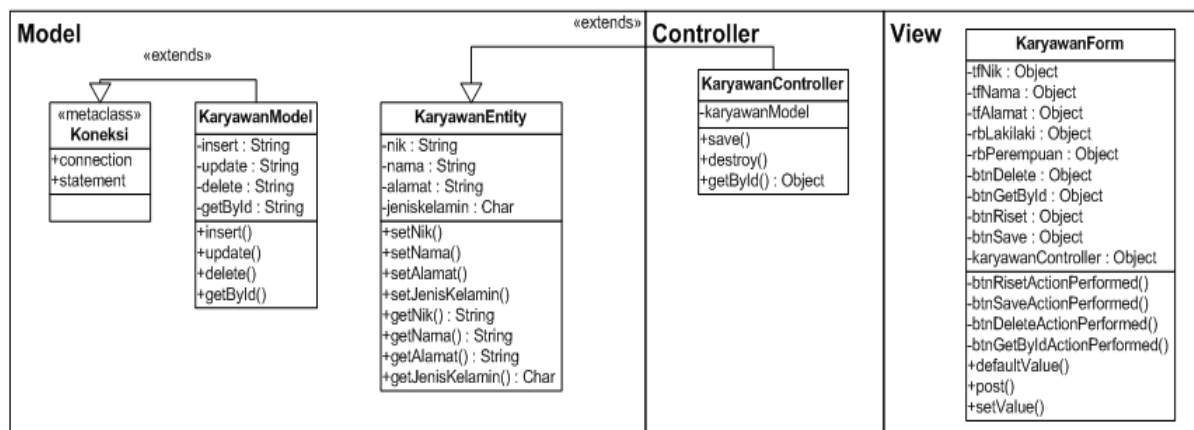 Model
«extends»
«metaclass»
Koneksi
+connection
+statement
KaryawanModel
-insert : String
-update : String
-delete : String
-getById : String
+insert()
+update()
+delete()
+getById()
«extends»
KaryawanEntity
-nik : String
-nama : String
-alamat : String
-jeniskelamin : Char
+setNik()
+setNama()
+setAlamat()
+setJenisKelamin()
+getNik() : String
+getNama() : String
+getAlamat() : String
+getJenisKelamin() : Char
Controller
KaryawanController
-karyawanModel
+save()
+destroy()
+getById() : Object
View
KaryawanForm
-tfNik : Object
-tfNama : Object
-tfAlamat : Object
-rbLakilaki : Object
-rbPerempuan : Object
-btnDelete : Object
-btnGetById : Object
-btnRiset : Object
-btnSave : Object
-karyawanController : Object
-btnRisetActionPerformed()
-btnSaveActionPerformed()
-btnDeleteActionPerformed()
-btnGetByIdActionPerformed()
+defaultValue()
+post()
+setValue()